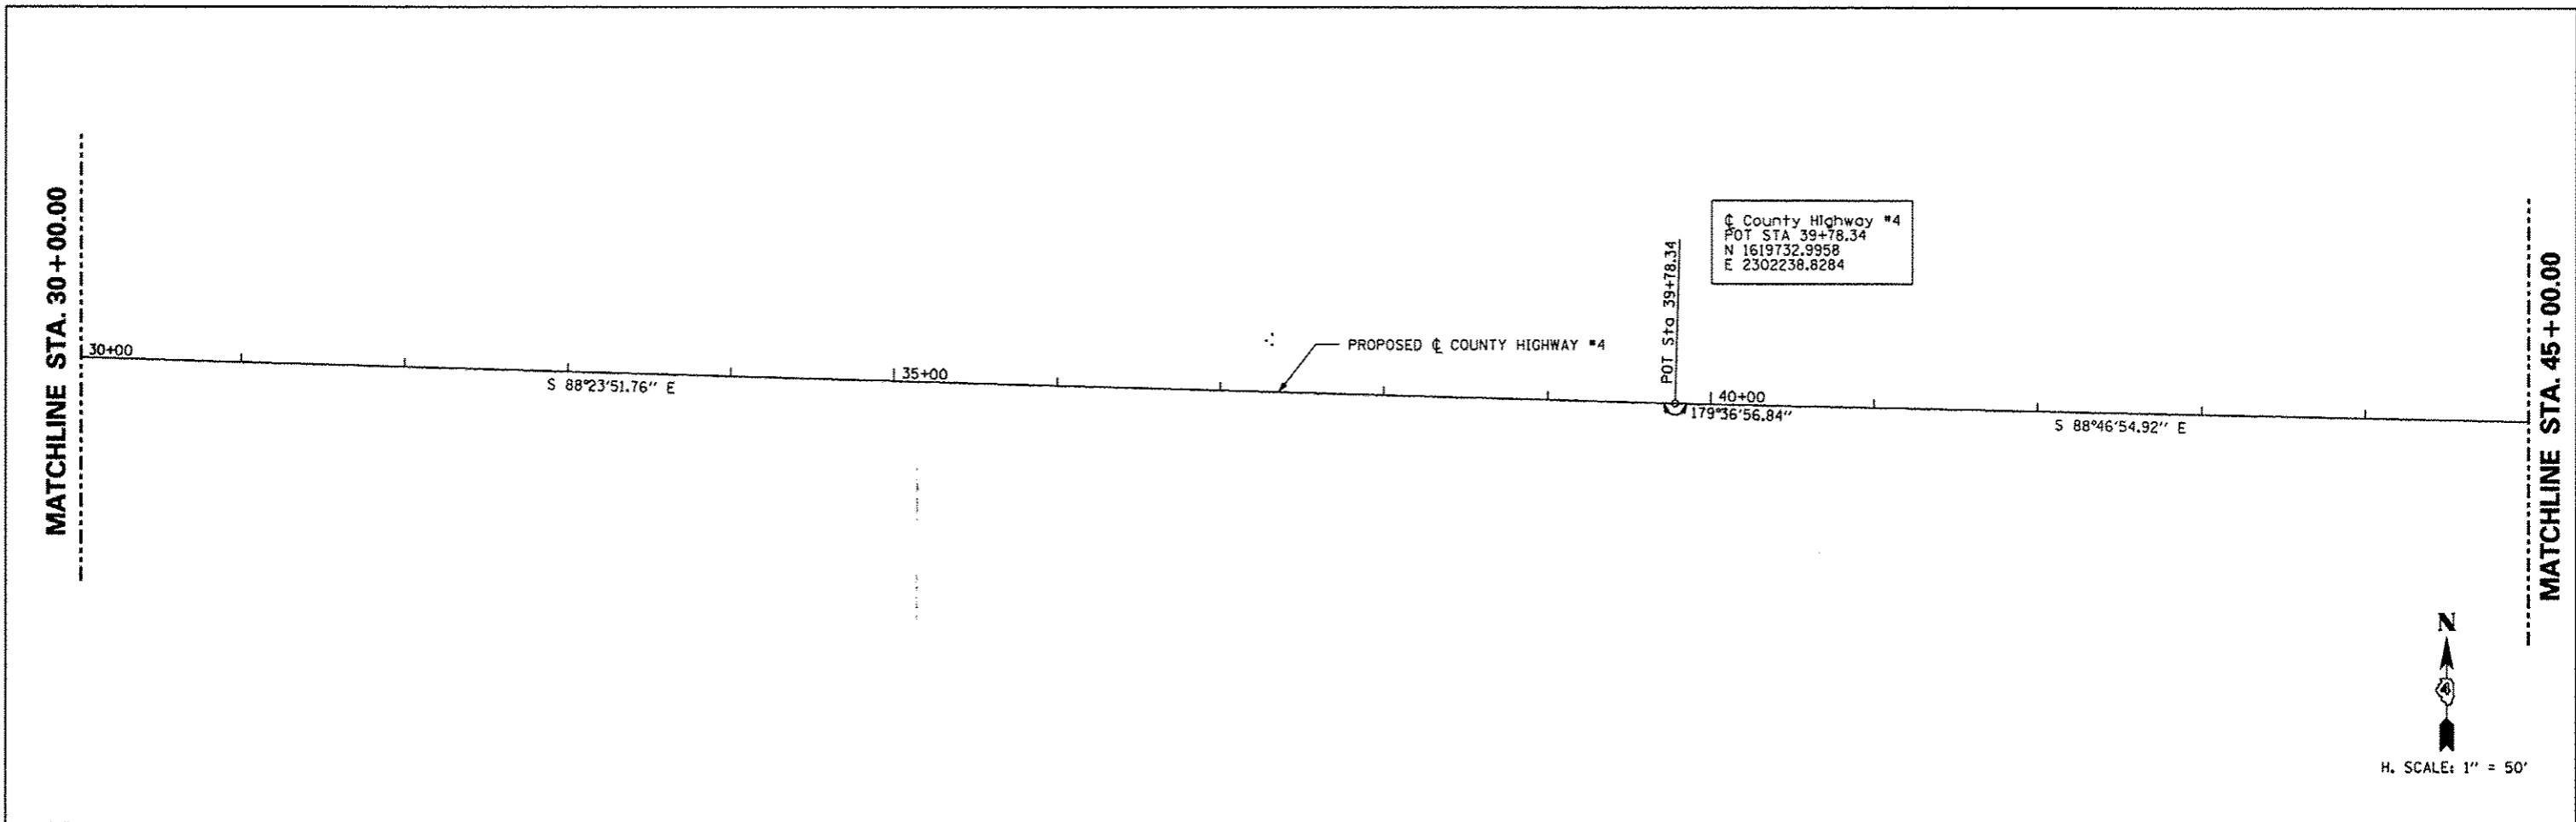 MATCHLINE STA. 30+00.00
30+00
S 88°23'51.76" E
35+00
PROPOSED ℄ COUNTY HIGHWAY #4
POT Sta 39+78.34
℄ County Highway #4
POT STA 39+78.34
N 1619732.9958
E 2302238.8284
40+00
179°36'56.84"
S 88°46'54.92" E
MATCHLINE STA. 45+00.00
N
H. SCALE: 1" = 50'